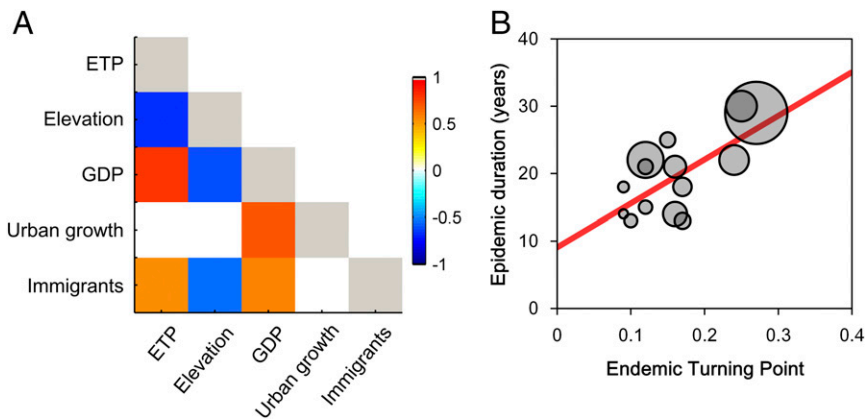 A
ETP
Elevation
GDP
Urban growth
Immigrants
ETP
Elevation
GDP
Urban growth
Immigrants
1
0.5
0
-0.5
-1
B
Epidemic duration (years)
40
30
20
10
0
0 0.1 0.2 0.3 0.4
Endemic Turning Point